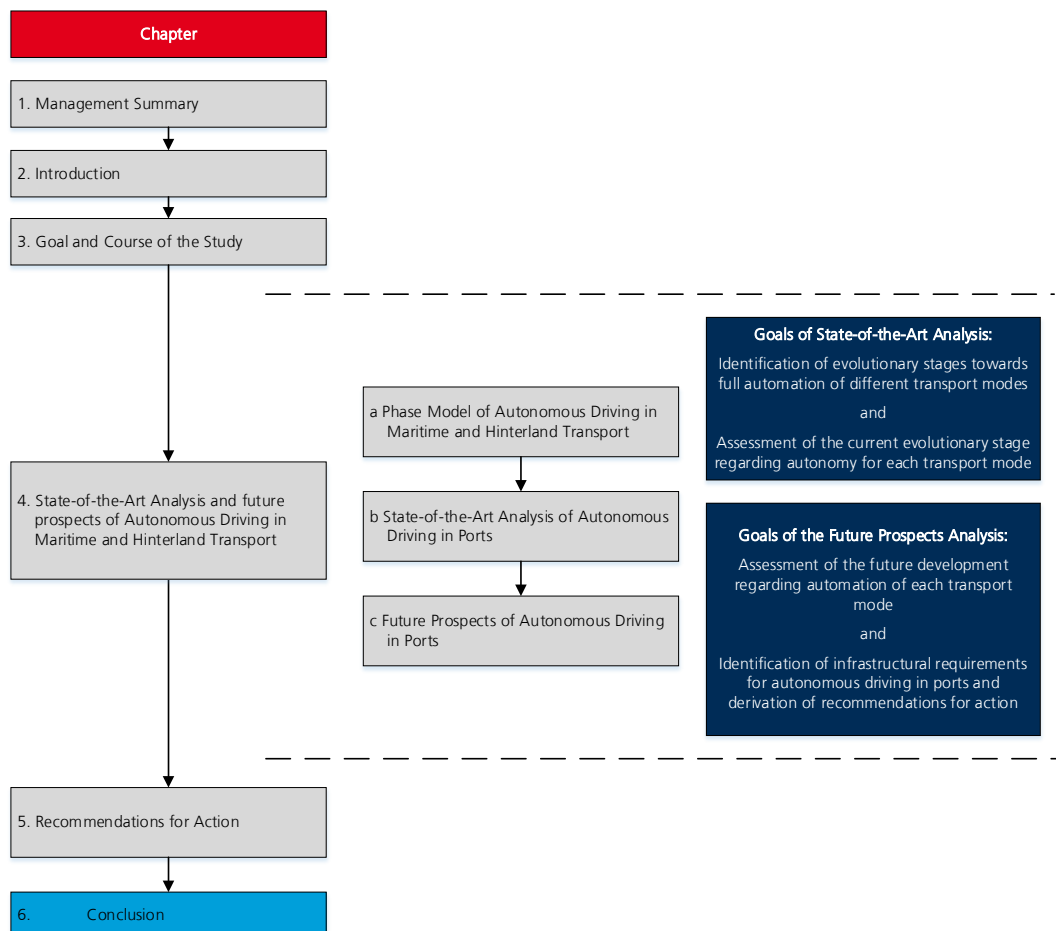 Chapter
1. Management Summary
2. Introduction
3. Goal and Course of the Study
4. State-of-the-Art Analysis and future
prospects of Autonomous Driving in
Maritime and Hinterland Transport
a Phase Model of Autonomous Driving in
Maritime and Hinterland Transport
b State-of-the-Art Analysis of Autonomous
Driving in Ports
c Future Prospects of Autonomous Driving
in Ports
Goals of State-of-the-Art Analysis:
Identification of evolutionary stages towards
full automation of different transport modes
and
Assessment of the current evolutionary stage
regarding autonomy for each transport mode
Goals of the Future Prospects Analysis:
Assessment of the future development
regarding automation of each transport
mode
and
Identification of infrastructural requirements
for autonomous driving in ports and
derivation of recommendations for action
5. Recommendations for Action
6. Conclusion